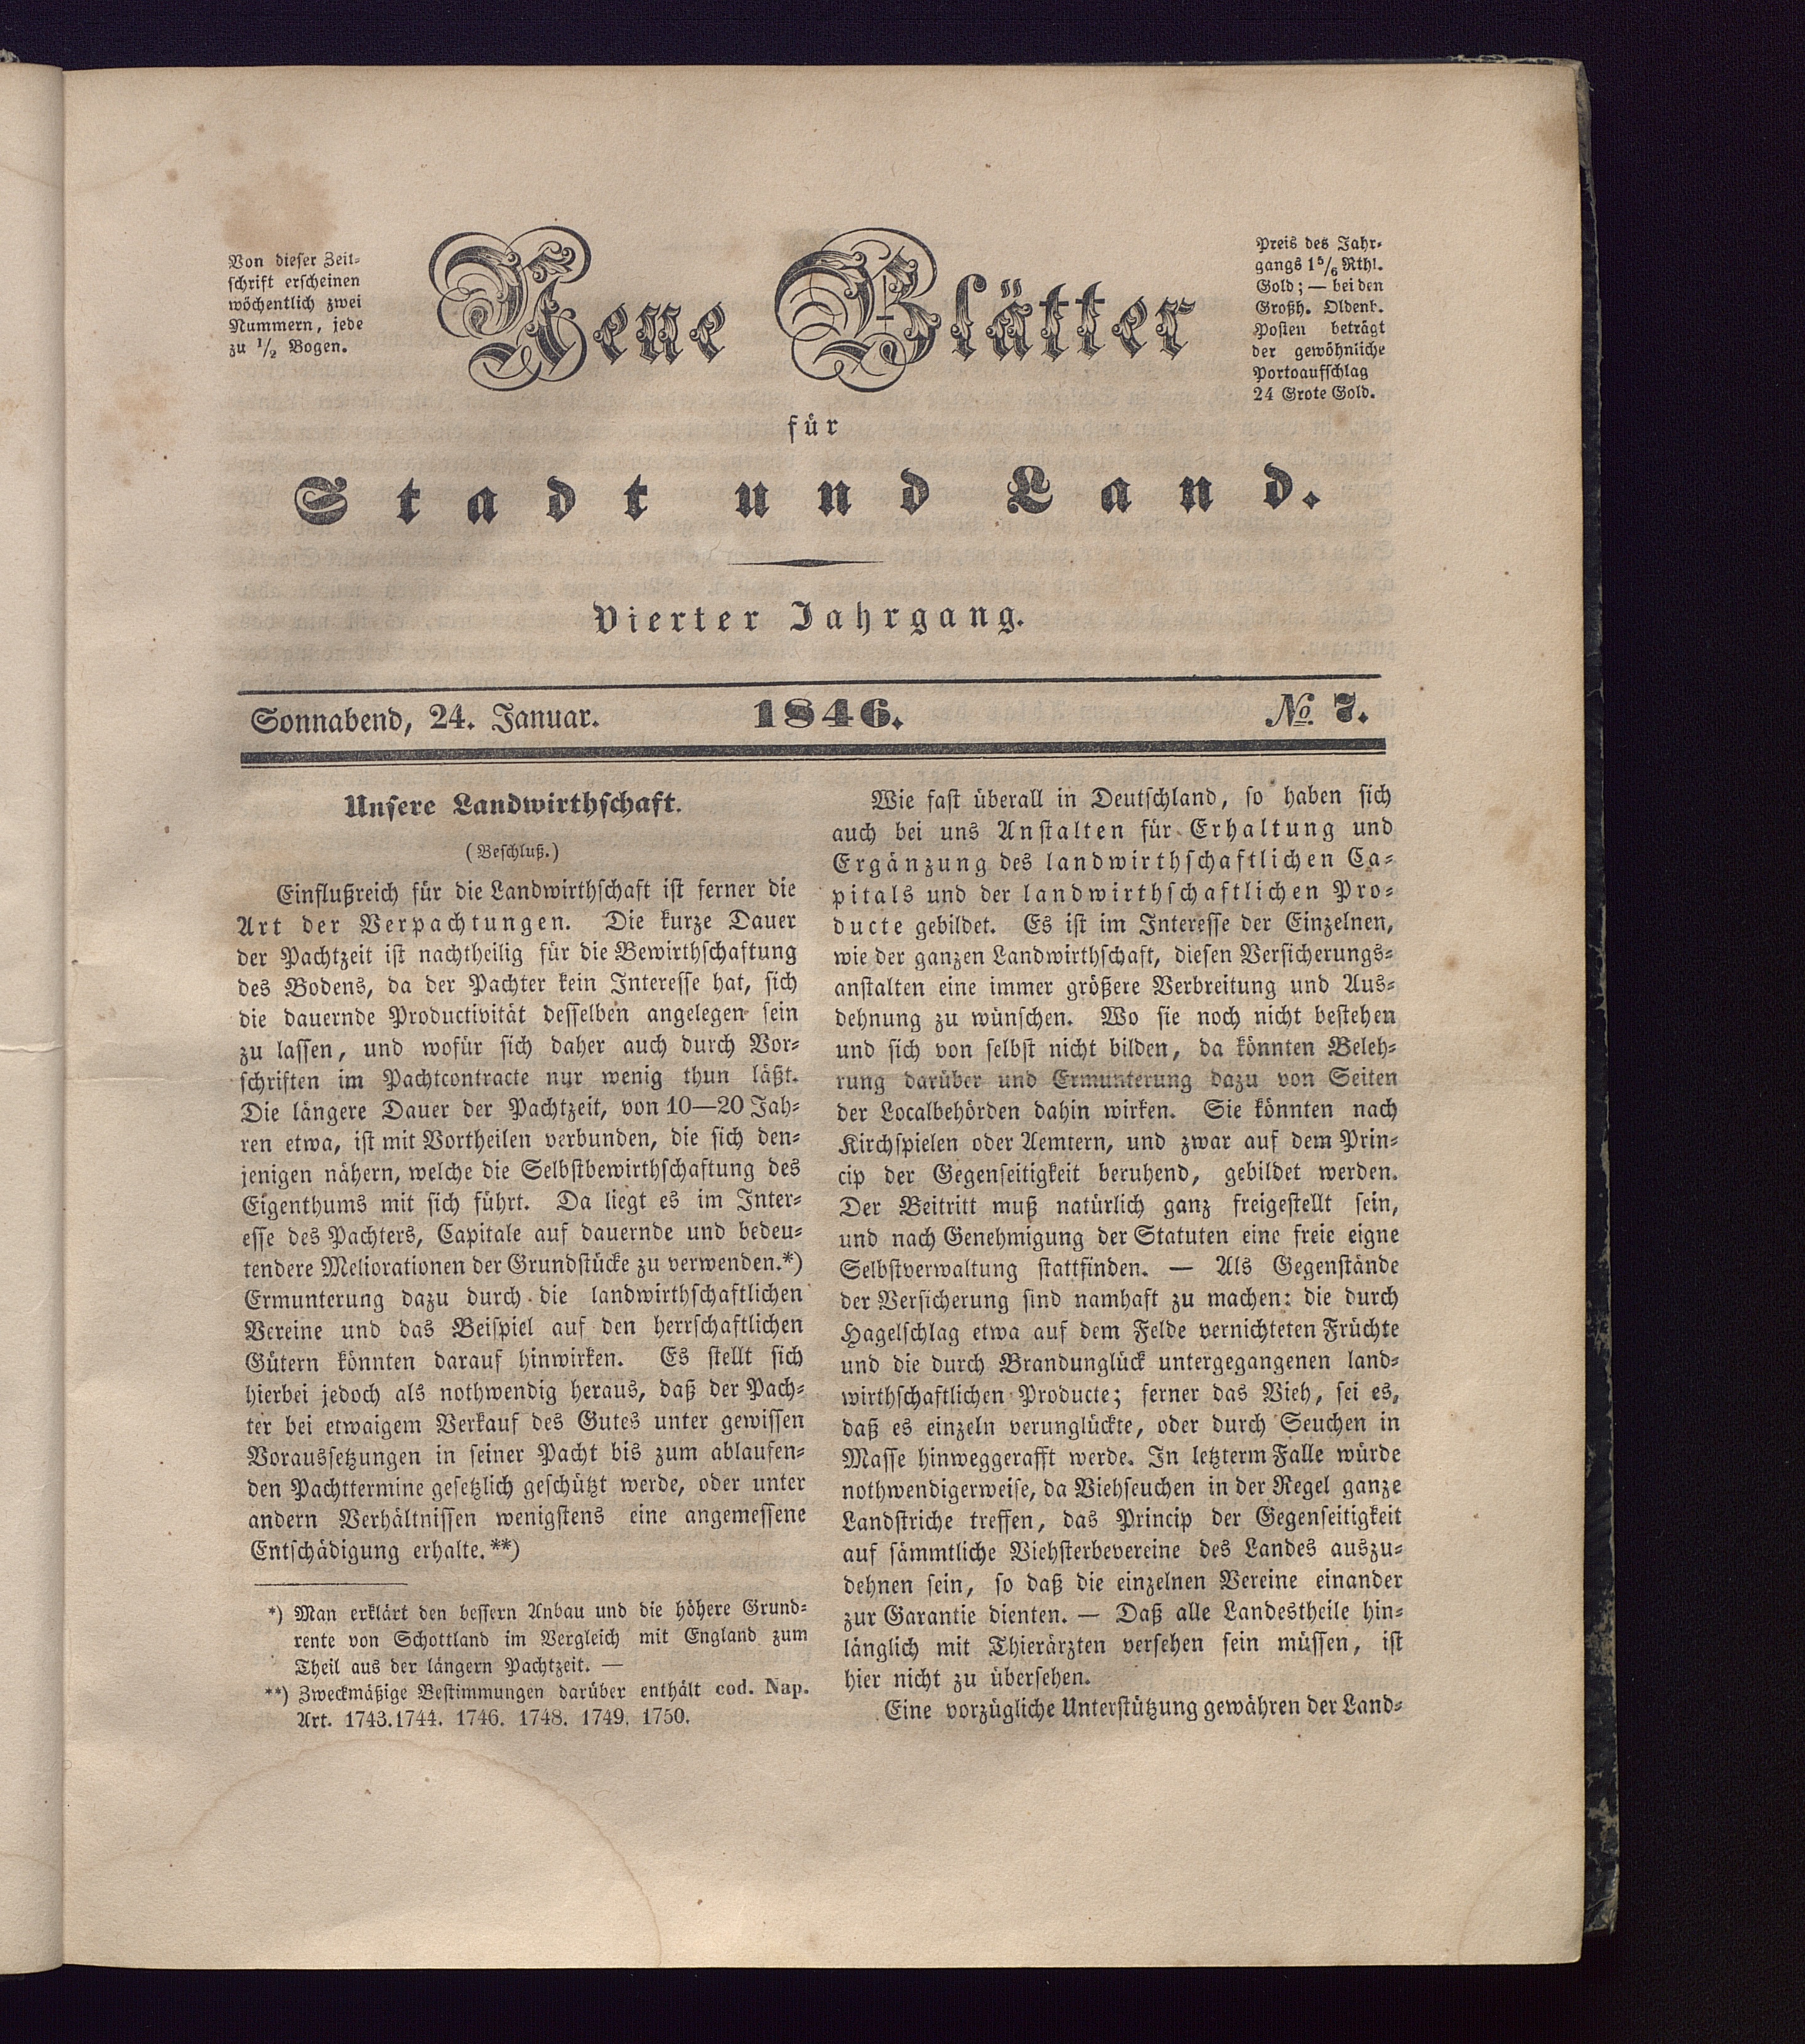 Von dieser Zeit-
schrift erscheinen
wöchentlich zwei
Nummern, jede
zu 1/2 Bogen.
Neue Blätter
Preis des Jahr-
gangs 1 5/6 Rthl.
Gold; — bei den
Großh. Oldenb.
Posten beträgt
der gewöhnliche
Portoaufschlag
24 Grote Gold.
für
Stadt und Land.
Vierter Jahrgang.
Sonnabend, 24. Januar. 1846. No. 7.
Unsere Landwirthschaft.
(Beschluß.)
Einflußreich für die Landwirthschaft ist ferner die
Art der Verpachtungen. Die kurze Dauer
der Pachtzeit ist nachtheilig für die Bewirthschaftung
des Bodens, da der Pachter kein Interesse hat, sich
die dauernde Productivität desselben angelegen sein
zu lassen, und wofür sich daher auch durch Vor-
schriften im Pachtcontracte nur wenig thun läßt.
Die längere Dauer der Pachtzeit, von 10—20 Jah-
ren etwa, ist mit Vortheilen verbunden, die sich den-
jenigen nähern, welche die Selbstbewirthschaftung des
Eigenthums mit sich führt. Da liegt es im Inter-
esse des Pachters, Capitale auf dauernde und bedeu-
tendere Meliorationen der Grundstücke zu verwenden.*)
Ermunterung dazu durch die landwirthschaftlichen
Vereine und das Beispiel auf den herrschaftlichen
Gütern könnten darauf hinwirken. Es stellt sich
hierbei jedoch als nothwendig heraus, daß der Pach-
ter bei etwaigem Verkauf des Gutes unter gewissen
Voraussetzungen in seiner Pacht bis zum ablaufen-
den Pachttermine gesetzlich geschützt werde, oder unter
andern Verhältnissen wenigstens eine angemessene
Entschädigung erhalte.**)
*) Man erklärt den bessern Anbau und die höhere Grund-
rente von Schottland im Vergleich mit England zum
Theil aus der längern Pachtzeit. —
**) Zweckmäßige Bestimmungen darüber enthält cod. Nap.
Art. 1743. 1744. 1746. 1748. 1749. 1750.
Wie fast überall in Deutschland, so haben sich
auch bei uns Anstalten für Erhaltung und
Ergänzung des landwirthschaftlichen Ca-
pitals und der landwirthschaftlichen Pro-
ducte gebildet. Es ist im Interesse der Einzelnen,
wie der ganzen Landwirthschaft, diesen Versicherungs-
anstalten eine immer größere Verbreitung und Aus-
dehnung zu wünschen. Wo sie noch nicht bestehen
und sich von selbst nicht bilden, da könnten Beleh-
rung darüber und Ermunterung dazu von Seiten
der Localbehörden dahin wirken. Sie könnten nach
Kirchspielen oder Aemtern, und zwar auf dem Prin-
cip der Gegenseitigkeit beruhend, gebildet werden.
Der Beitritt muß natürlich ganz freigestellt sein,
und nach Genehmigung der Statuten eine freie eigne
Selbstverwaltung stattfinden. — Als Gegenstände
der Versicherung sind namhaft zu machen: die durch
Hagelschlag etwa auf dem Felde vernichteten Früchte
und die durch Brandunglück untergegangenen land-
wirthschaftlichen Producte; ferner das Vieh, sei es,
daß es einzeln verunglückte, oder durch Seuchen in
Masse hinweggerafft werde. In letzterm Falle würde
nothwendigerweise, da Viehseuchen in der Regel ganze
Landstriche treffen, das Princip der Gegenseitigkeit
auf sämmtliche Viehsterbevereine des Landes auszu-
dehnen sein, so daß die einzelnen Vereine einander
zur Garantie dienten. — Daß alle Landestheile hin-
länglich mit Thierärzten versehen sein müssen, ist
hier nicht zu übersehen.
Eine vorzügliche Unterstützung gewähren der Land-